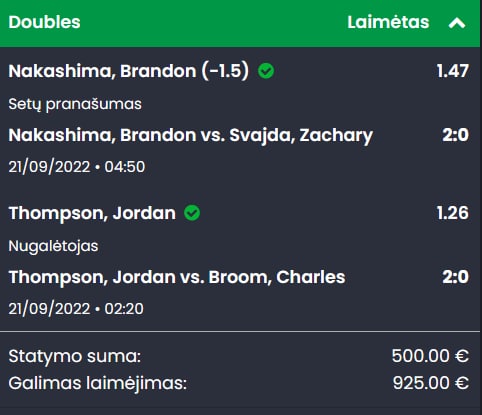 Doubles Laimėtas
Nakashima, Brandon (-1.5) 1.47
Setų pranašumas
Nakashima, Brandon vs. Svajda, Zachary 2:0
21/09/2022 • 04:50
Thompson, Jordan 1.26
Nugalėtojas
Thompson, Jordan vs. Broom, Charles 2:0
21/09/2022 • 02:20
Statymo suma: 500.00 €
Galimas laimėjimas: 925.00 €